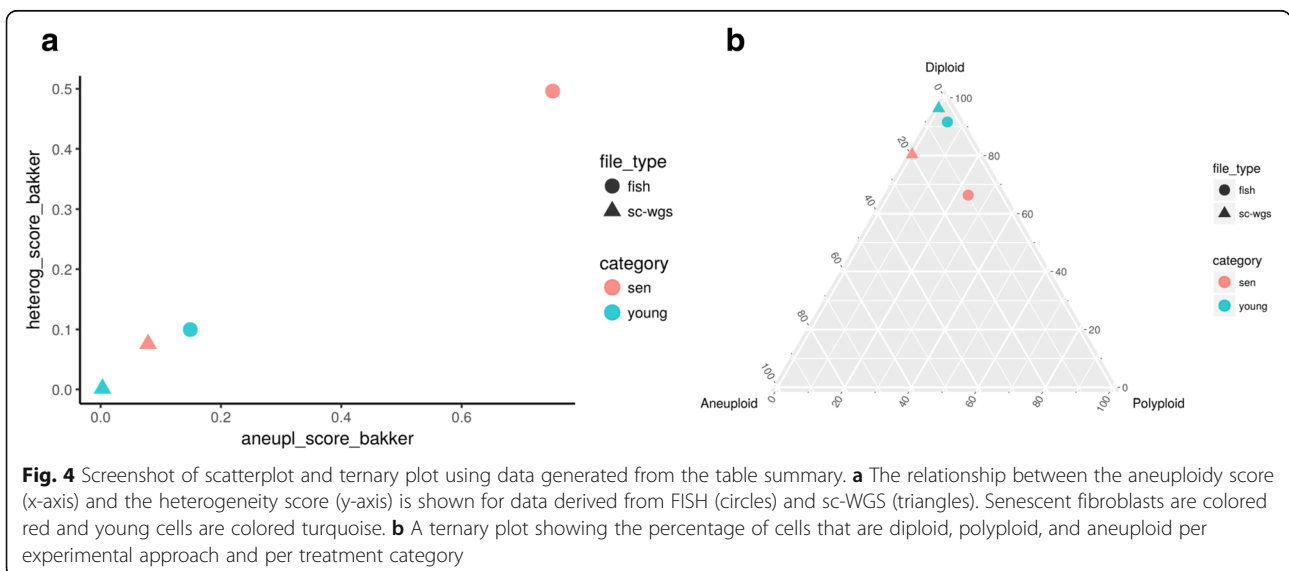 a
0.5
0.4
0.3
0.2
0.1
0.0
heterog_score_bakker
0.0 0.2 0.4 0.6
aneupl_score_bakker
file_type
fish
sc-wgs
category
sen
young
b
Diploid
0 100
20 80
40 60
60 40
80 20
100 0
Aneuploid
0 20 40 60 80 100
Polyploid
file_type
fish
sc-wgs
category
sen
young
Fig. 4 Screenshot of scatterplot and ternary plot using data generated from the table summary. a The relationship between the aneuploidy score
(x-axis) and the heterogeneity score (y-axis) is shown for data derived from FISH (circles) and sc-WGS (triangles). Senescent fibroblasts are colored
red and young cells are colored turquoise. b A ternary plot showing the percentage of cells that are diploid, polyploid, and aneuploid per
experimental approach and per treatment category